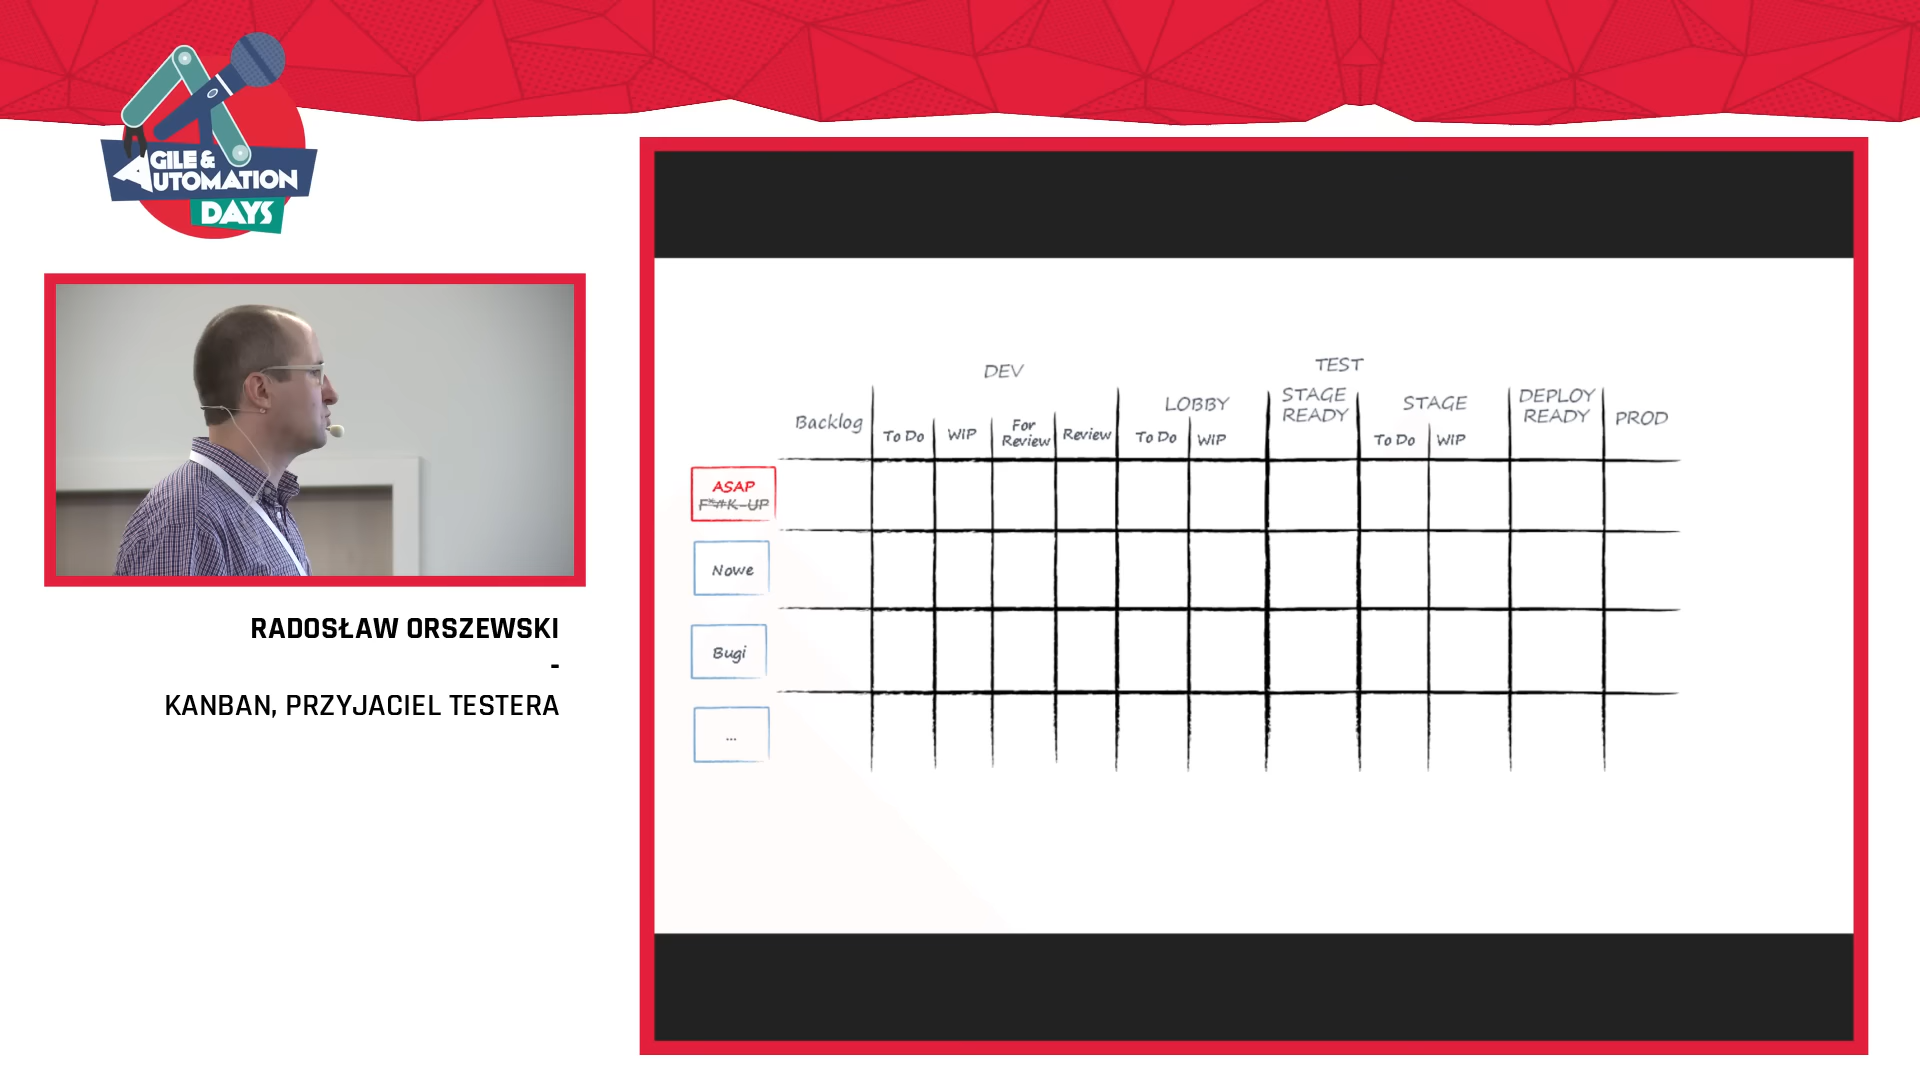 AGILE &
AUTOMATION
DAYS
RADOSŁAW ORSZEWSKI
-
KANBAN, PRZYJACIEL TESTERA
DEV
TEST
Backlog
To Do
WIP
For
Review
Review
LOBBY
To Do
WIP
STAGE
READY
STAGE
To Do
WIP
DEPLOY
READY
PROD
ASAP
F*#K-UP
Nowe
Bugi
...